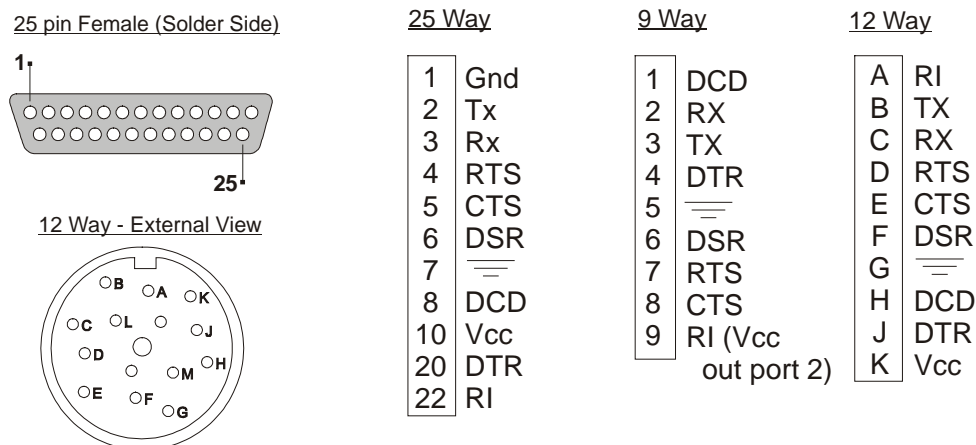 25 pin Female (Solder Side)
1
25
12 Way - External View
B
A
K
C
L
J
D
H
M
E
F
G
25 Way
1 Gnd
2 Tx
3 Rx
4 RTS
5 CTS
6 DSR
7
8 DCD
10 Vcc
20 DTR
22 RI
9 Way
1 DCD
2 RX
3 TX
4 DTR
5
6 DSR
7 RTS
8 CTS
9 RI (Vcc
out port 2)
12 Way
A RI
B TX
C RX
D RTS
E CTS
F DSR
G
H DCD
J DTR
K Vcc